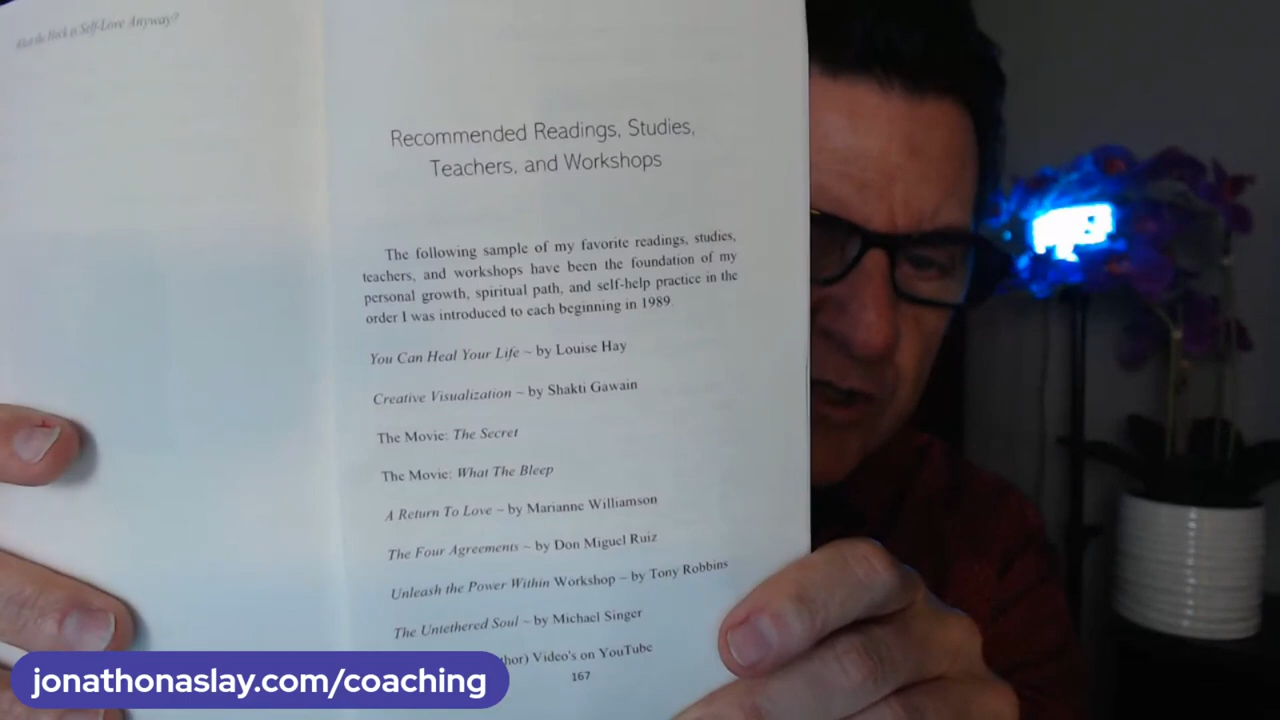 What the Heck is Self-Love Anyway?
Recommended Readings, Studies,
Teachers, and Workshops
The following sample of my favorite readings, studies,
teachers, and workshops have been the foundation of my
personal growth, spiritual path, and self-help practice in the
order I was introduced to each beginning in 1989.
You Can Heal Your Life ~ by Louise Hay
Creative Visualization ~ by Shakti Gawain
The Movie: The Secret
The Movie: What The Bleep
A Return To Love ~ by Marianne Williamson
The Four Agreements ~ by Don Miguel Ruiz
Unleash the Power Within Workshop ~ by Tony Robbins
The Untethered Soul ~ by Michael Singer
Video's on YouTube
167
jonathonaslay.com/coaching